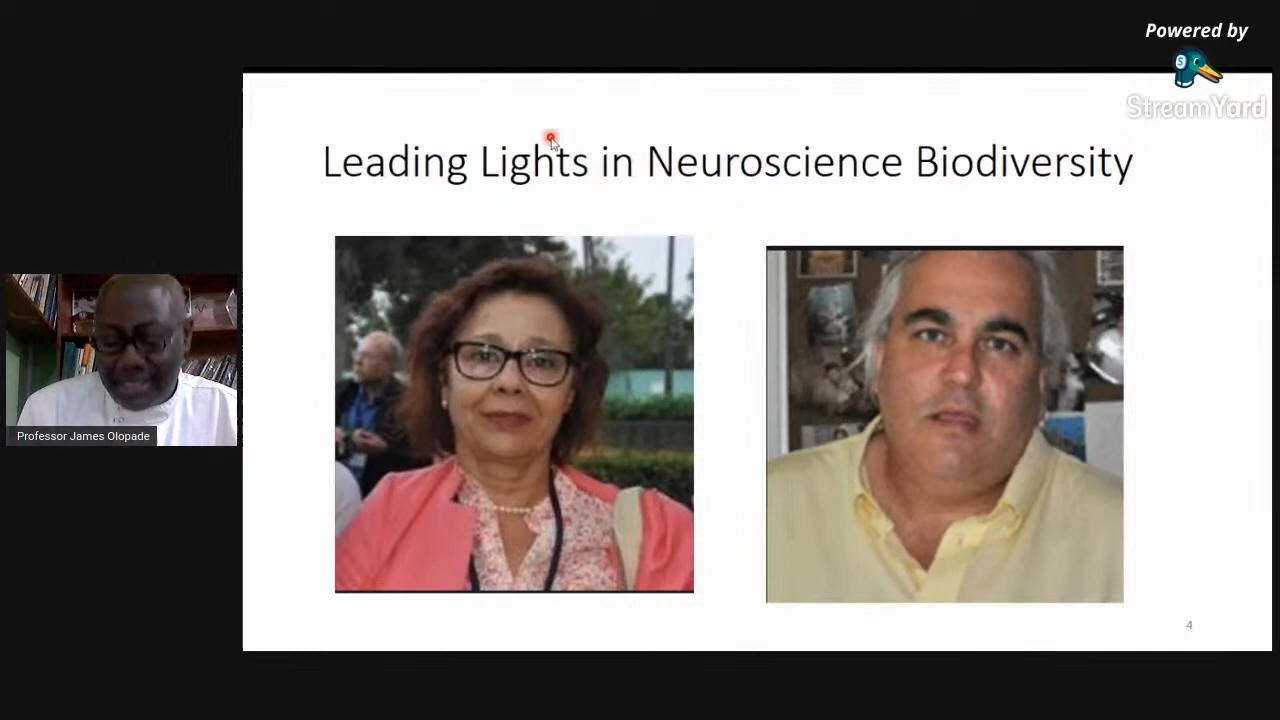 Powered by
StreamYard
Leading Lights in Neuroscience Biodiversity
Professor James Olopade
4